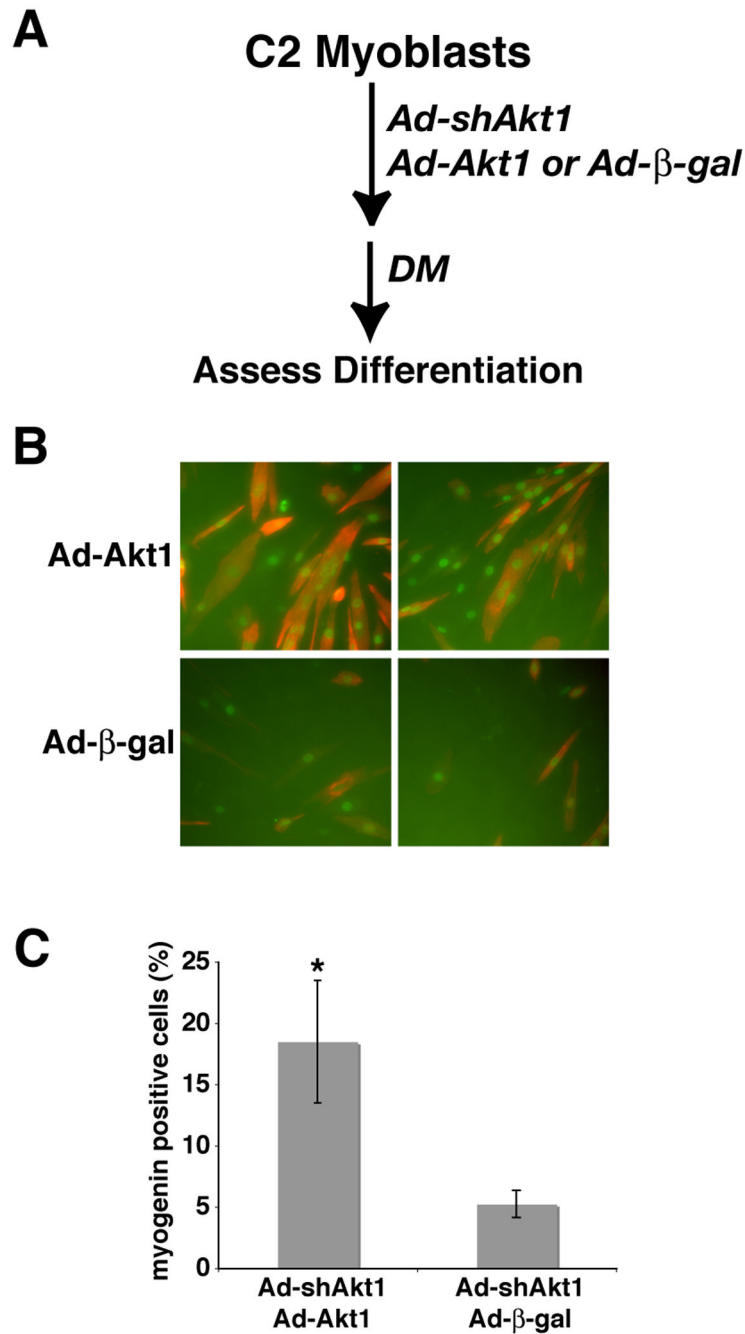 A
C2 Myoblasts
Ad-shAkt1
Ad-Akt1 or Ad-β-gal
DM
Assess Differentiation
B
Ad-Akt1
Ad-β-gal
C
myogenin positive cells (%)
25
20
15
10
5
0
*
Ad-shAkt1
Ad-Akt1
Ad-shAkt1
Ad-β-gal